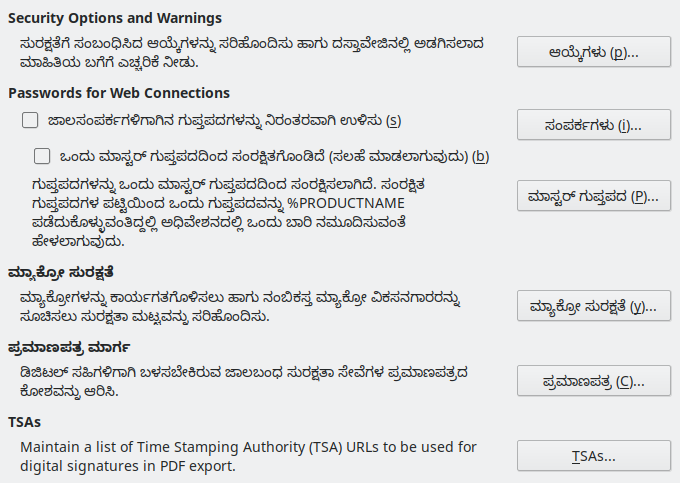 Security Options and Warnings
ಸುರಕ್ಷತೆಗೆ ಸಂಬಂಧಿಸಿದ ಆಯ್ಕೆಗಳನ್ನು ಸರಿಹೊಂದಿಸು ಹಾಗು ದಸ್ತಾವೇಜಿನಲ್ಲಿ ಅಡಗಿಸಲಾದ
ಮಾಹಿತಿಯ ಬಗೆಗೆ ಎಚ್ಚರಿಕೆ ನೀಡು.
ಆಯ್ಕೆಗಳು (p)...
Passwords for Web Connections
ಜಾಲಸಂಪರ್ಕಗಳಿಗಾಗಿನ ಗುಪ್ತಪದಗಳನ್ನು ನಿರಂತರವಾಗಿ ಉಳಿಸು (s)
ಸಂಪರ್ಕಗಳು (i)...
ಒಂದು ಮಾಸ್ಟರ್ ಗುಪ್ತಪದದಿಂದ ಸಂರಕ್ಷಿತಗೊಂಡಿದೆ (ಸಲಹೆ ಮಾಡಲಾಗುವುದು) (b)
ಗುಪ್ತಪದಗಳನ್ನು ಒಂದು ಮಾಸ್ಟರ್ ಗುಪ್ತಪದದಿಂದ ಸಂರಕ್ಷಿಸಲಾಗಿದೆ. ಸಂರಕ್ಷಿತ
ಗುಪ್ತಪದಗಳ ಪಟ್ಟಿಯಿಂದ ಒಂದು ಗುಪ್ತಪದವನ್ನು %PRODUCTNAME
ಪಡೆದುಕೊಳ್ಳುವಂತಿದ್ದಲ್ಲಿ ಅಧಿವೇಶನದಲ್ಲಿ ಒಂದು ಬಾರಿ ನಮೂದಿಸುವಂತೆ
ಹೇಳಲಾಗುವುದು.
ಮಾಸ್ಟರ್ ಗುಪ್ತಪದ (P)...
ಮ್ಯಾಕ್ರೋ ಸುರಕ್ಷತೆ
ಮ್ಯಾಕ್ರೋಗಳನ್ನು ಕಾರ್ಯಗತಗೊಳಿಸಲು ಹಾಗು ನಂಬಿಕಸ್ತ ಮ್ಯಾಕ್ರೋ ವಿಕಸನಗಾರರನ್ನು
ಸೂಚಿಸಲು ಸುರಕ್ಷತಾ ಮಟ್ಟವನ್ನು ಸರಿಹೊಂದಿಸು.
ಮ್ಯಾಕ್ರೋ ಸುರಕ್ಷತೆ (y)...
ಪ್ರಮಾಣಪತ್ರ ಮಾರ್ಗ
ಡಿಜಿಟಲ್ ಸಹಿಗಳಿಗಾಗಿ ಬಳಸಬೇಕಿರುವ ಜಾಲಬಂಧ ಸುರಕ್ಷತಾ ಸೇವೆಗಳ ಪ್ರಮಾಣಪತ್ರದ
ಕೋಶವನ್ನು ಆರಿಸಿ.
ಪ್ರಮಾಣಪತ್ರ (C)...
TSAs
Maintain a list of Time Stamping Authority (TSA) URLs to be used for
digital signatures in PDF export.
TSAs...